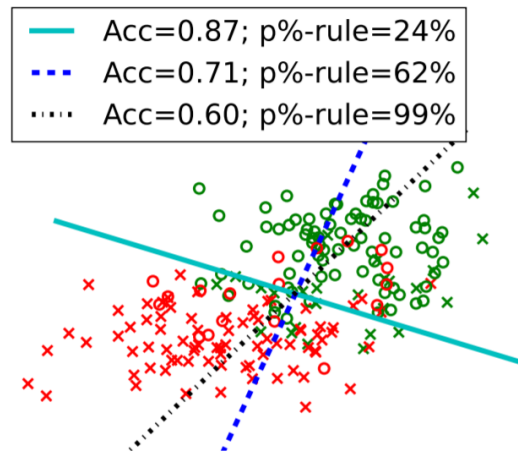 Acc=0.87; p%-rule=24%
Acc=0.71; p%-rule=62%
Acc=0.60; p%-rule=99%